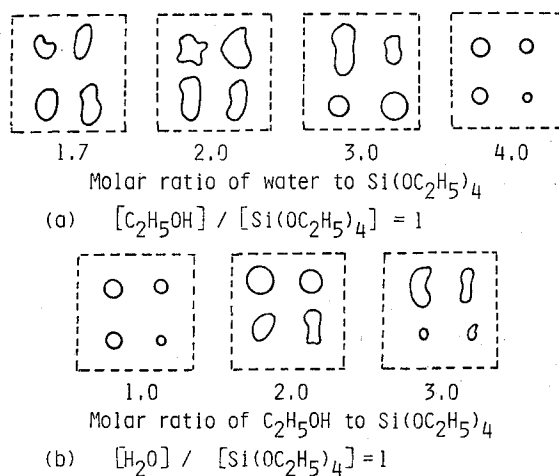 1.7 2.0 3.0 4.0
Molar ratio of water to Si(OC₂H₅)₄
(a) [C₂H₅OH] / [Si(OC₂H₅)₄] = 1
1.0 2.0 3.0
Molar ratio of C₂H₅OH to Si(OC₂H₅)₄
(b) [H₂O] / [Si(OC₂H₅)₄]=1